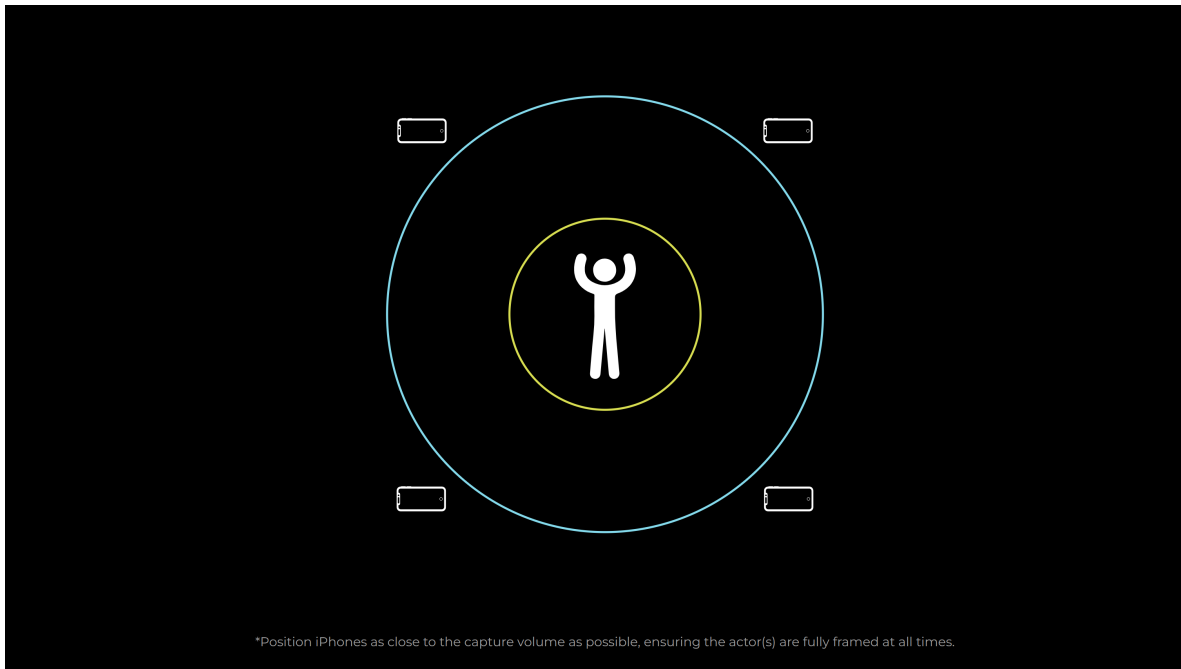 *Position iPhones as close to the capture volume as possible, ensuring the actor(s) are fully framed at all times.